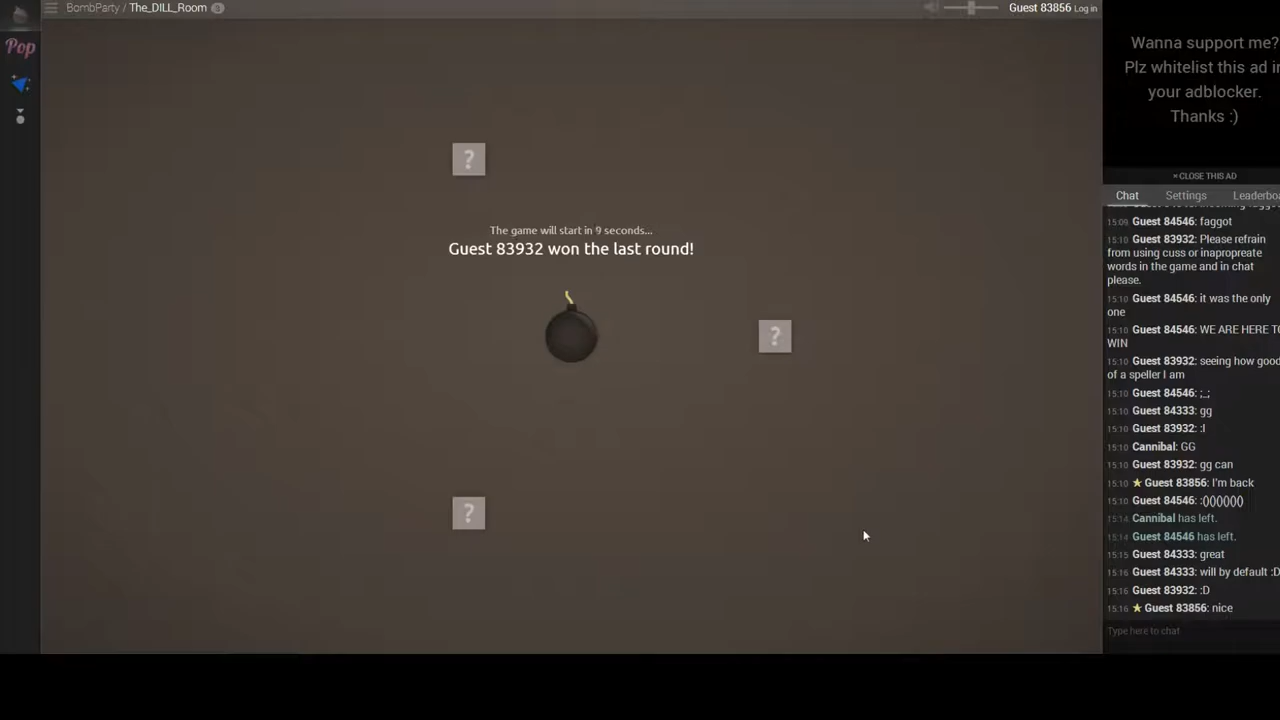 BombParty / The_DILL_Room 3
Guest 83856 Log in
Pop
Wanna support me?
Plz whitelist this ad in
your adblocker.
Thanks :)
× CLOSE THIS AD
Chat Settings Leaderboa
15:09 Guest 84546: faggot
15:10 Guest 83932: Please refrain
from using cuss or inapropreate
words in the game and in chat
please.
15:10 Guest 84546: it was the only
one
15:10 Guest 84546: WE ARE HERE TO
WIN
15:10 Guest 83932: seeing how good
of a speller I am
15:10 Guest 84546: ;_;
15:10 Guest 84333: gg
15:10 Guest 83932: :I
15:10 Cannibal: GG
15:10 Guest 83932: gg can
15:10 ★ Guest 83856: I'm back
15:10 Guest 84546: :()()()()()()
15:14 Cannibal has left.
15:14 Guest 84546 has left.
15:15 Guest 84333: great
15:16 Guest 84333: will by default :D
15:16 Guest 83932: :D
15:16 ★ Guest 83856: nice
Type here to chat
?
The game will start in 9 seconds...
Guest 83932 won the last round!
?
?